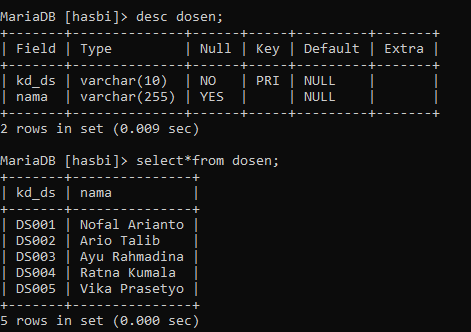 MariaDB [hasbi]> desc dosen;
+-------+--------------+------+-----+---------+-------+
| Field | Type         | Null | Key | Default | Extra |
+-------+--------------+------+-----+---------+-------+
| kd_ds | varchar(10)  | NO   | PRI | NULL    |       |
| nama  | varchar(255) | YES  |     | NULL    |       |
+-------+--------------+------+-----+---------+-------+
2 rows in set (0.009 sec)

MariaDB [hasbi]> select*from dosen;
+-------+---------------+
| kd_ds | nama          |
+-------+---------------+
| DS001 | Nofal Arianto |
| DS002 | Ario Talib    |
| DS003 | Ayu Rahmadina |
| DS004 | Ratna Kumala  |
| DS005 | Vika Prasetyo |
+-------+---------------+
5 rows in set (0.000 sec)